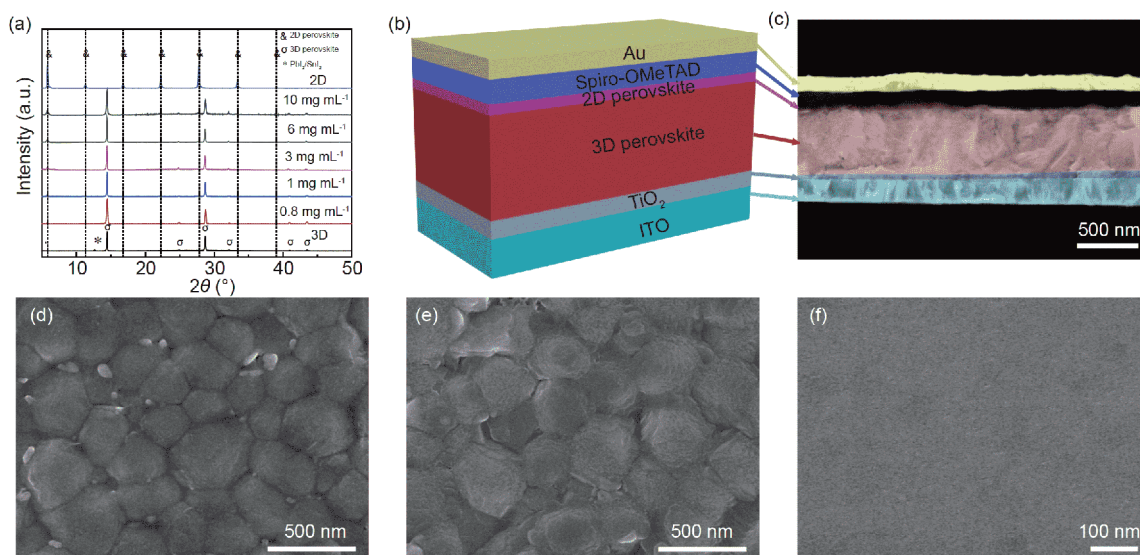 (a)
Intensity (a.u.)
& 2D perovskite
σ 3D perovskite
* PbI2/SnI2
& & & & & & &
2D
10 mg mL⁻¹
6 mg mL⁻¹
3 mg mL⁻¹
1 mg mL⁻¹
0.8 mg mL⁻¹
3D
* σ σ σ σ σ σ
10 20 30 40 50
2θ (°)
(b)
Au
Spiro-OMeTAD
2D perovskite
3D perovskite
TiO₂
ITO
(c)
500 nm
(d)
500 nm
(e)
500 nm
(f)
100 nm